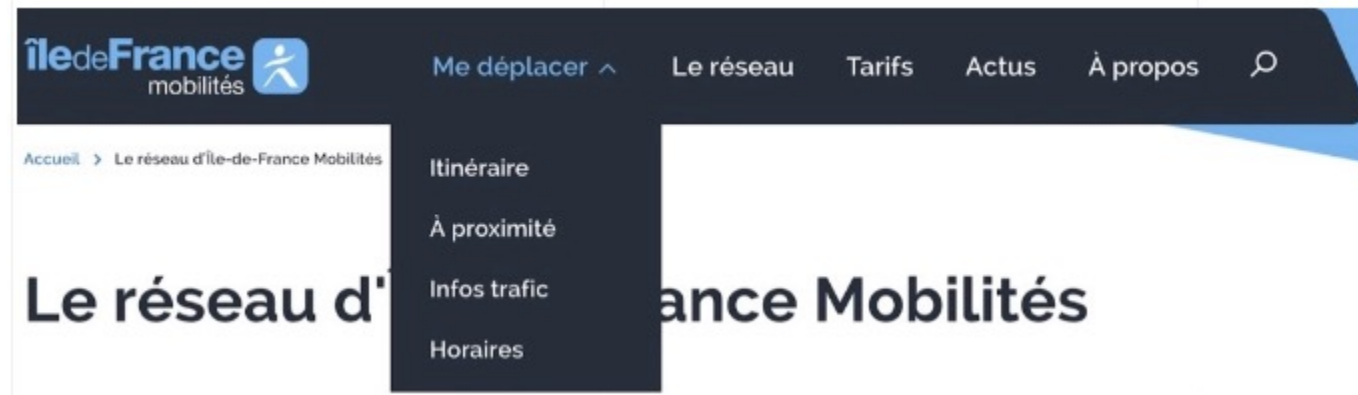 îledeFrance
mobilités
Me déplacer Le réseau Tarifs Actus À propos
Accueil > Le réseau d'Île-de-France Mobilités
Itinéraire
À proximité
Infos trafic
Horaires
Le réseau d'Î ance Mobilités